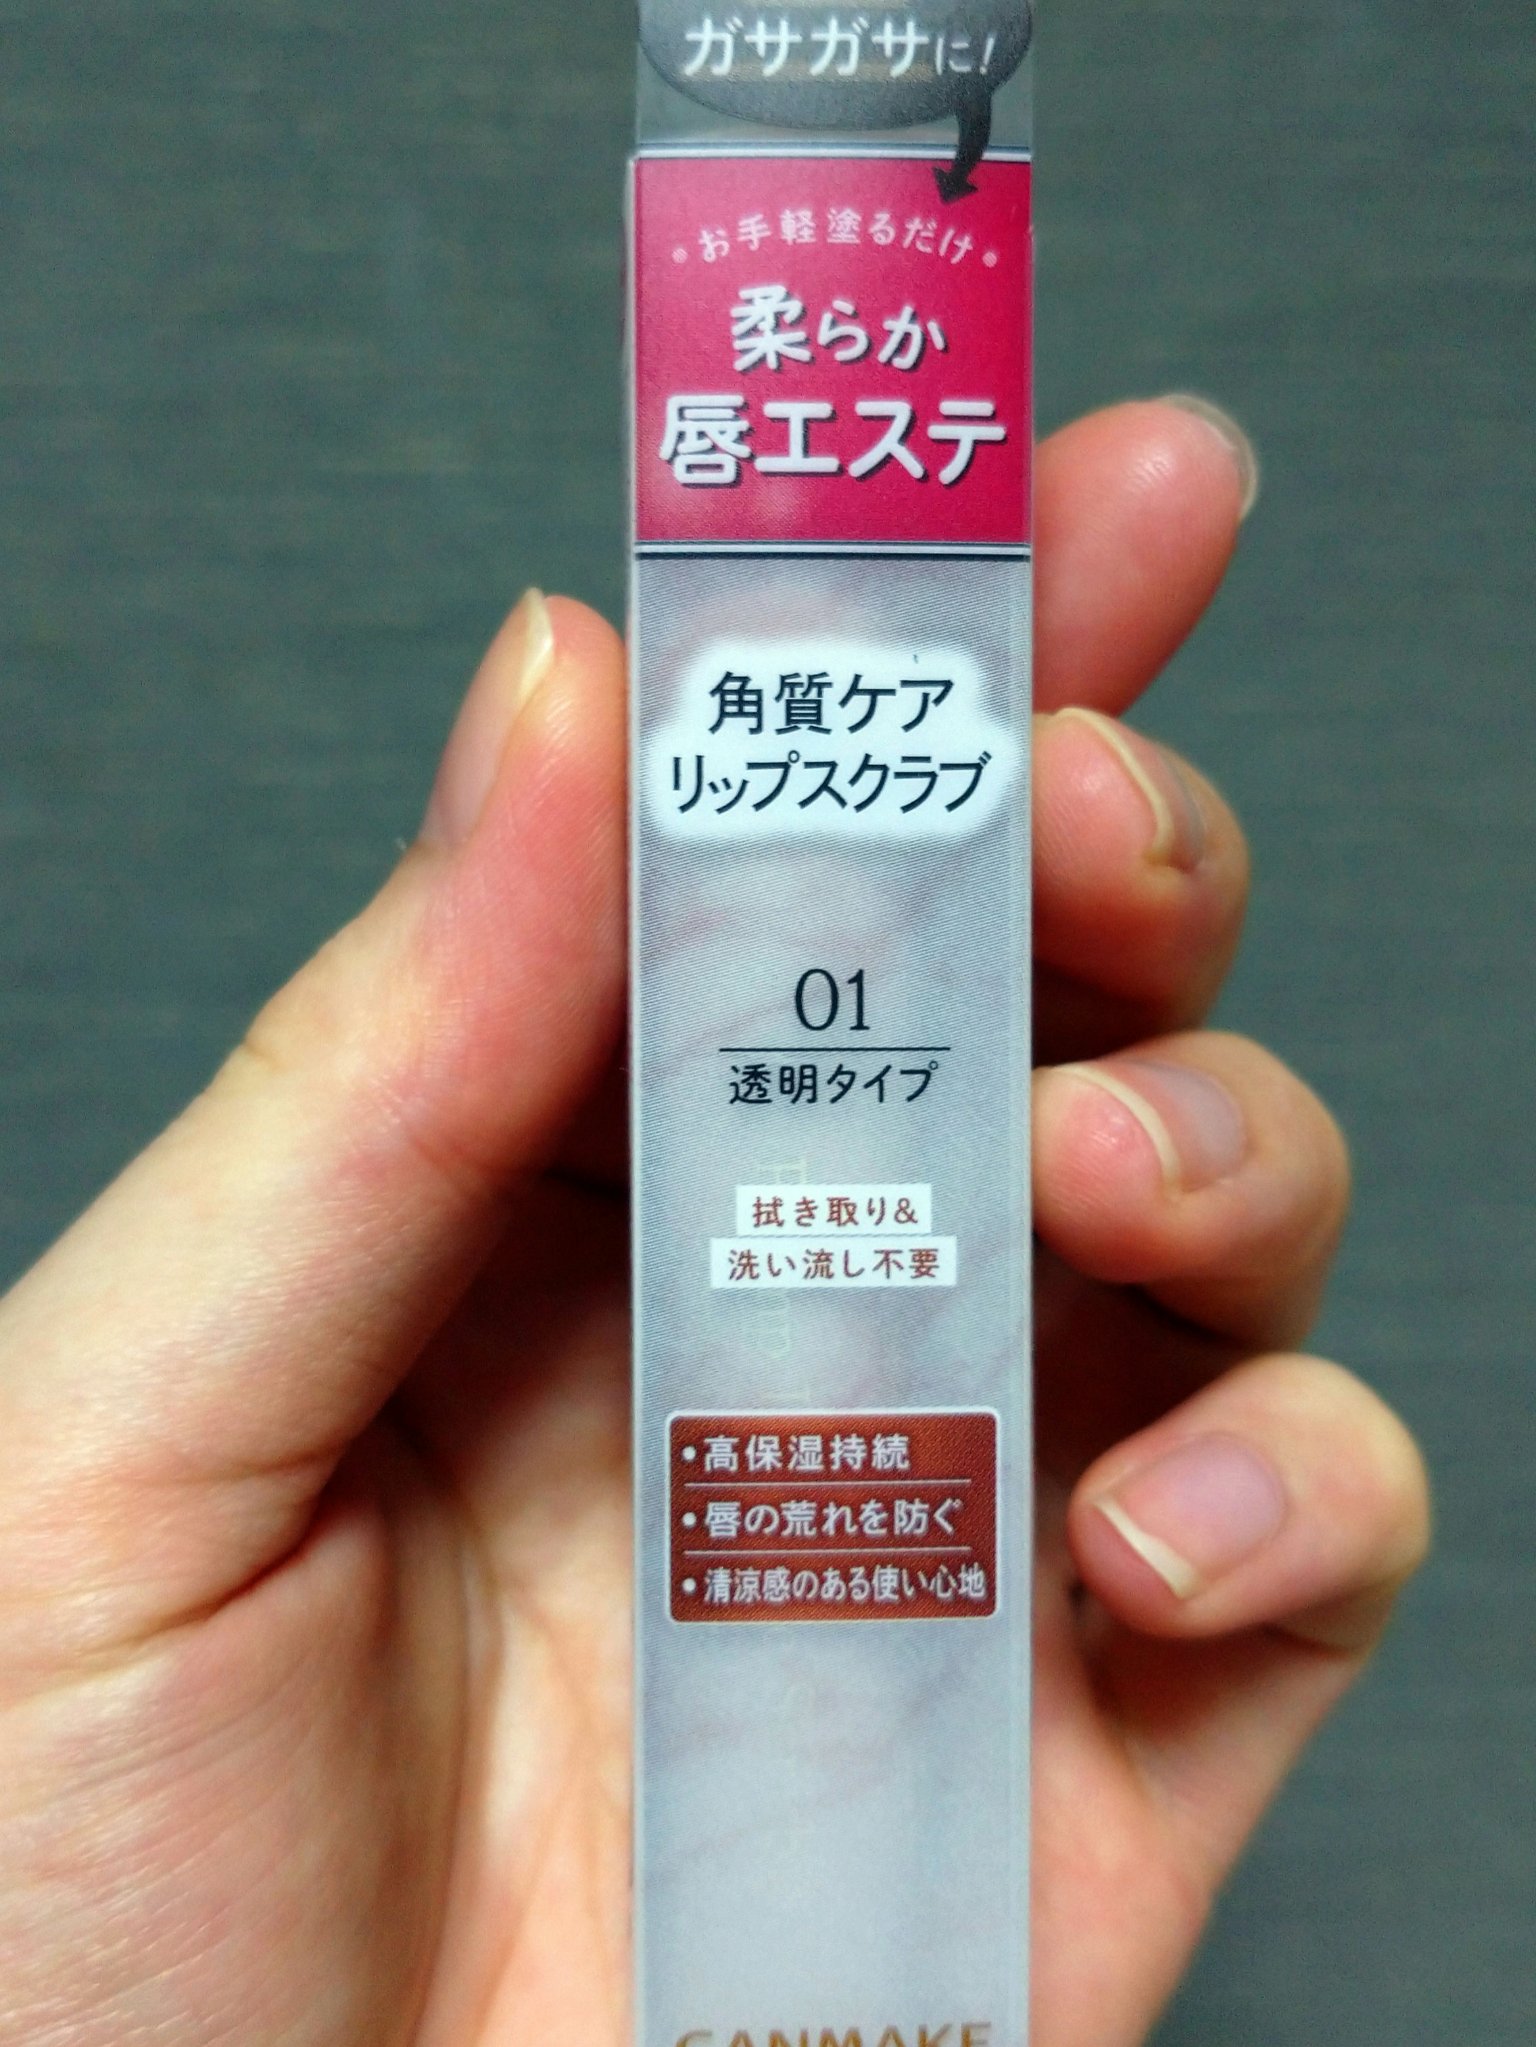 ガサガサに!
お手軽塗るだけ
柔らか
唇エステ
角質ケア
リップスクラブ
01
透明タイプ
拭き取り&
洗い流し不要
・高保湿持続
・唇の荒れを防ぐ
・清涼感のある使い心地
CANMAKE